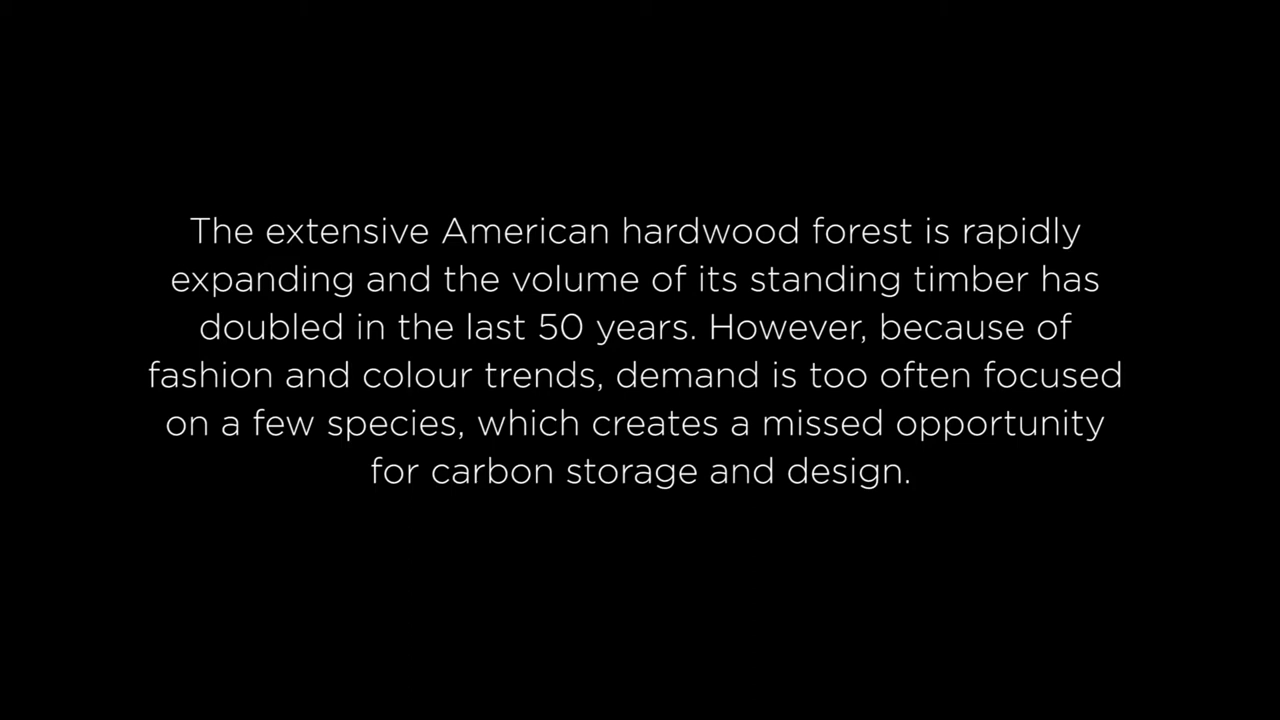 The extensive American hardwood forest is rapidly
expanding and the volume of its standing timber has
doubled in the last 50 years. However, because of
fashion and colour trends, demand is too often focused
on a few species, which creates a missed opportunity
for carbon storage and design.